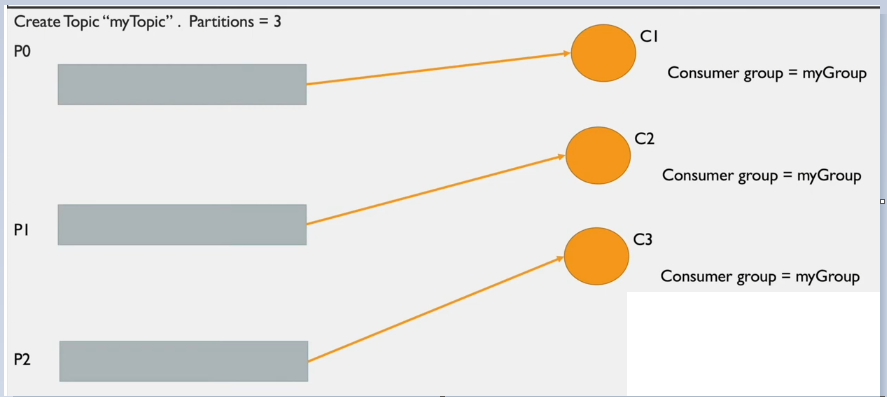 Create Topic “myTopic” .  Partitions = 3
P0
C1
Consumer group = myGroup
C2
Consumer group = myGroup
P1
C3
Consumer group = myGroup
P2